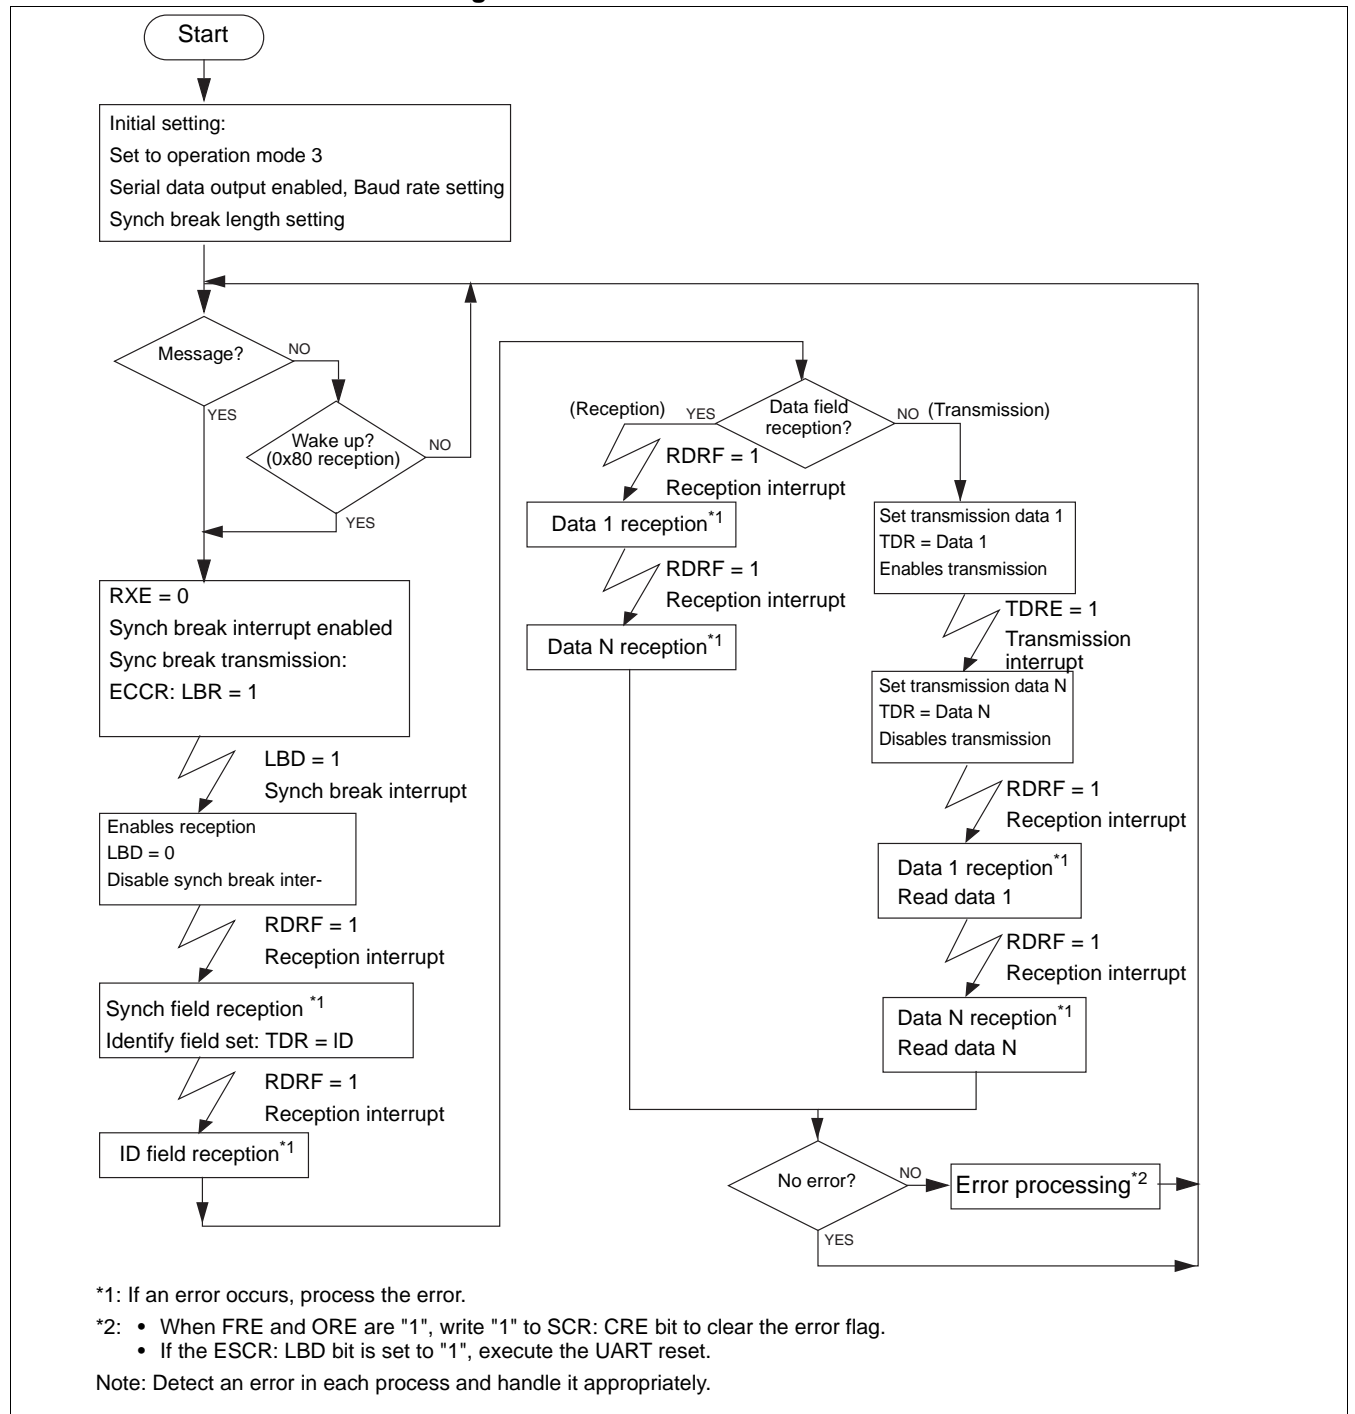 Start
Initial setting:
Set to operation mode 3
Serial data output enabled, Baud rate setting
Synch break length setting
Message?
NO
YES
Wake up?
(0x80 reception)
NO
YES
RXE = 0
Synch break interrupt enabled
Sync break transmission:
ECCR: LBR = 1
LBD = 1
Synch break interrupt
Enables reception
LBD = 0
Disable synch break inter-
RDRF = 1
Reception interrupt
Synch field reception *1
Identify field set: TDR = ID
RDRF = 1
Reception interrupt
ID field reception*1
Data field
reception?
(Reception) YES
NO (Transmission)
RDRF = 1
Reception interrupt
Data 1 reception*1
RDRF = 1
Reception interrupt
Data N reception*1
Set transmission data 1
TDR = Data 1
Enables transmission
TDRE = 1
Transmission
interrupt
Set transmission data N
TDR = Data N
Disables transmission
RDRF = 1
Reception interrupt
Data 1 reception*1
Read data 1
RDRF = 1
Reception interrupt
Data N reception*1
Read data N
No error?
NO
Error processing*2
YES
*1: If an error occurs, process the error.
*2: • When FRE and ORE are "1", write "1" to SCR: CRE bit to clear the error flag.
• If the ESCR: LBD bit is set to "1", execute the UART reset.
Note: Detect an error in each process and handle it appropriately.